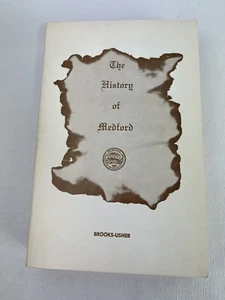 The
History
of
Medford
BROOKS-USHER